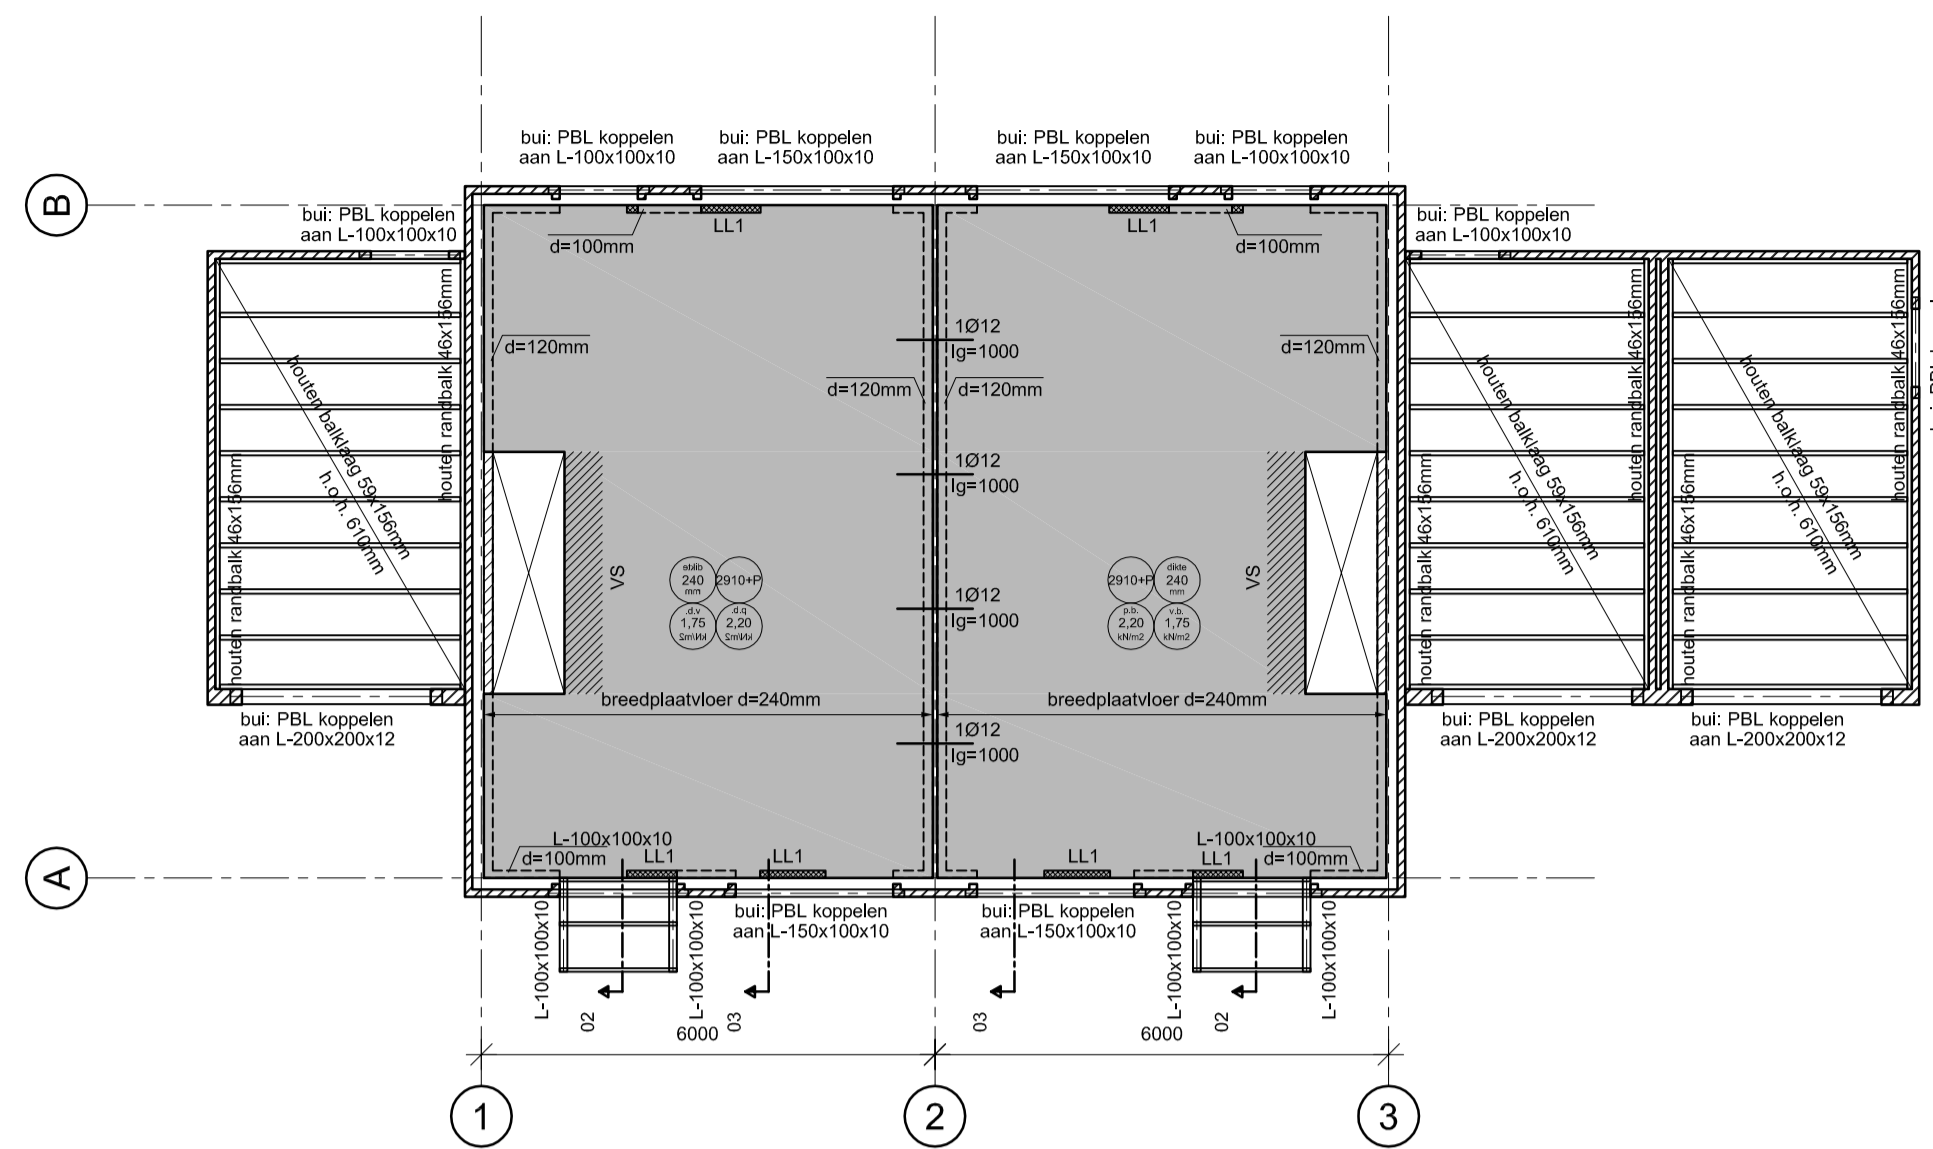 bui: PBL koppelen
aan L-100x100x10
bui: PBL koppelen
aan L-150x100x10
bui: PBL koppelen
aan L-150x100x10
bui: PBL koppelen
aan L-100x100x10
B
bui: PBL koppelen
aan L-100x100x10
bui: PBL koppelen
aan L-100x100x10
LL1
LL1
d=100mm
d=100mm
houten balklaag 59x156mm
h.o.h. 610mm
houten randbalk 46x156mm
houten randbalk 46x156mm
d=120mm
d=120mm
d=120mm
d=120mm
1Ø12
lg=1000
1Ø12
lg=1000
1Ø12
lg=1000
1Ø12
lg=1000
houten balklaag 59x156mm
h.o.h. 610mm
houten randbalk 46x156mm
houten randbalk 46x156mm
houten balklaag 59x156mm
h.o.h. 610mm
houten randbalk 46x156mm
houten randbalk 46x156mm
VS
dikte
240
mm
2910+P
v.b.
1,75
kN/m2
p.b.
2,20
kN/m2
2910+P
dikte
240
mm
p.b.
2,20
kN/m2
v.b.
1,75
kN/m2
VS
breedplaatvloer d=240mm
breedplaatvloer d=240mm
bui: PBL koppelen
aan L-200x200x12
bui: PBL koppelen
aan L-200x200x12
bui: PBL koppelen
aan L-200x200x12
A
L-100x100x10
d=100mm
LL1
LL1
LL1
L-100x100x10
LL1
d=100mm
L-100x100x10
L-100x100x10
bui: PBL koppelen
aan L-150x100x10
bui: PBL koppelen
aan L-150x100x10
L-100x100x10
L-100x100x10
02
03
03
02
6000
6000
1
2
3